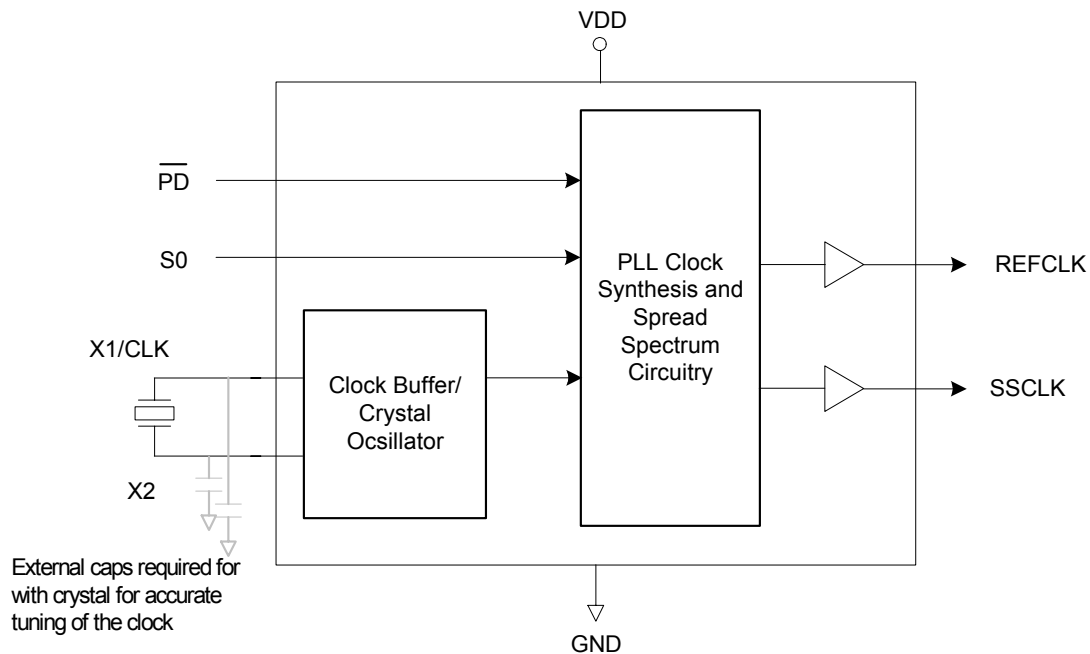 VDD
PD
S0
PLL Clock
Synthesis and
Spread
Spectrum
Circuitry
REFCLK
X1/CLK
Clock Buffer/
Crystal
Ocsillator
SSCLK
X2
External caps required for
with crystal for accurate
tuning of the clock
GND